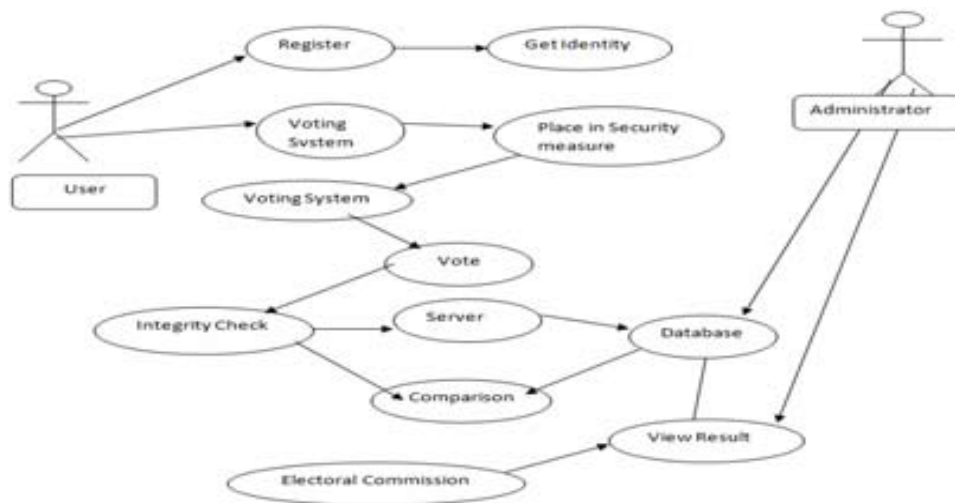 Register
Get Identity
Administrator
Voting
System
Place in Security
measure
User
Voting System
Vote
Integrity Check
Server
Database
Comparison
View Result
Electoral Commission